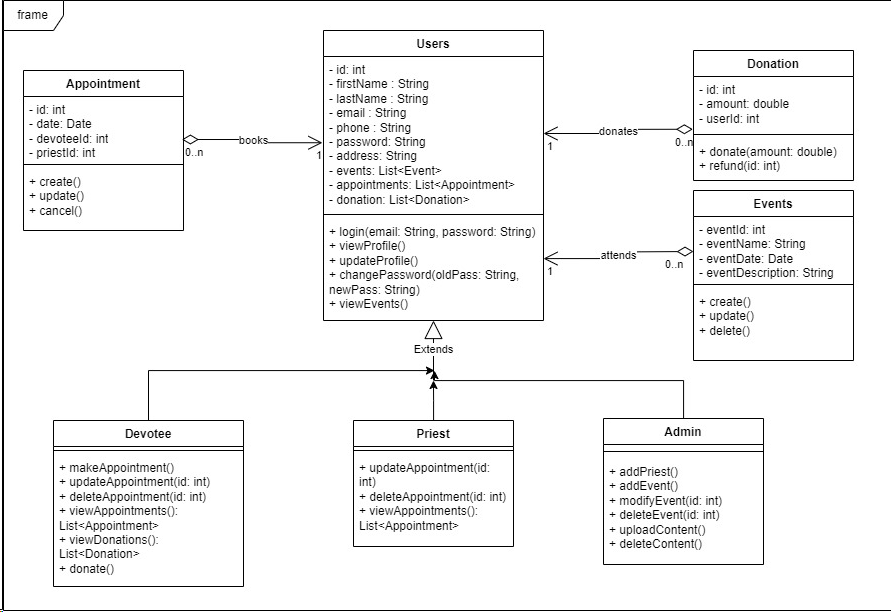 frame
Users
- id: int
- firstName : String
- lastName : String
- email : String
- phone : String
- password: String
- address: String
- events: List<Event>
- appointments: List<Appointment>
- donation: List<Donation>
+ login(email: String, password: String)
+ viewProfile()
+ updateProfile()
+ changePassword(oldPass: String,
newPass: String)
+ viewEvents()
Appointment
- id: int
- date: Date
- devoteeId: int
- priestId: int
+ create()
+ update()
+ cancel()
0..n
books
1
Donation
- id: int
- amount: double
- userId: int
+ donate(amount: double)
+ refund(id: int)
donates
1
0..n
Events
- eventId: int
- eventName: String
- eventDate: Date
- eventDescription: String
+ create()
+ update()
+ delete()
attends
1
0..n
Extends
Devotee
+ makeAppointment()
+ updateAppointment(id: int)
+ deleteAppointment(id: int)
+ viewAppointments():
List<Appointment>
+ viewDonations():
List<Donation>
+ donate()
Priest
+ updateAppointment(id:
int)
+ deleteAppointment(id: int)
+ viewAppointments():
List<Appointment>
Admin
+ addPriest()
+ addEvent()
+ modifyEvent(id: int)
+ deleteEvent(id: int)
+ uploadContent()
+ deleteContent()